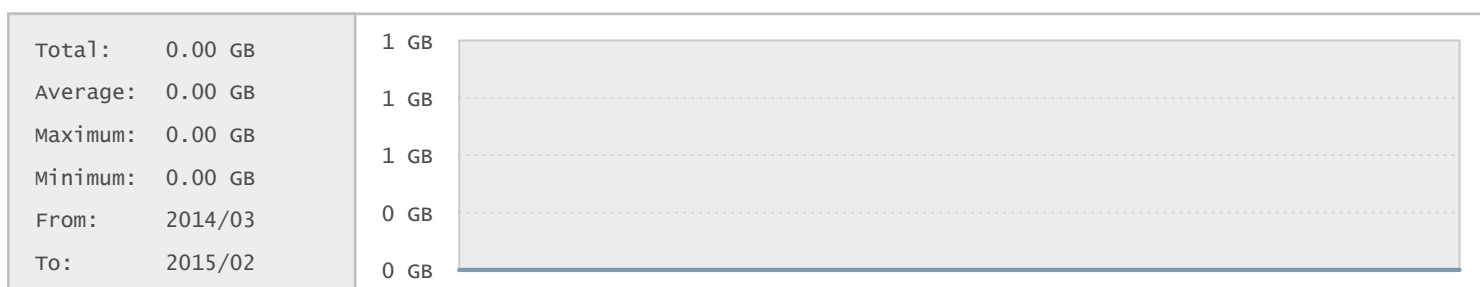 Total: 0.00 GB
Average: 0.00 GB
Maximum: 0.00 GB
Minimum: 0.00 GB
From: 2014/03
To: 2015/02
1 GB
1 GB
1 GB
0 GB
0 GB